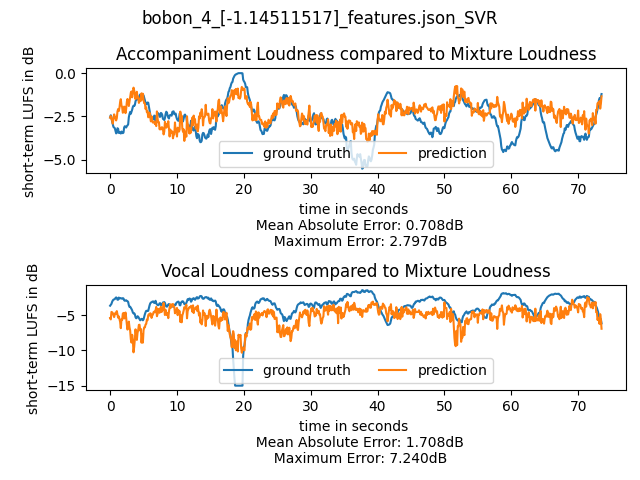 bobon_4_[-1.14511517]_features.json_SVR
Accompaniment Loudness compared to Mixture Loudness
short-term LUFS in dB
0.0
−2.5
−5.0
ground truth
prediction
0 10 20 30 40 50 60 70
time in seconds
Mean Absolute Error: 0.708dB
Maximum Error: 2.797dB
Vocal Loudness compared to Mixture Loudness
short-term LUFS in dB
−5
−10
−15
ground truth
prediction
0 10 20 30 40 50 60 70
time in seconds
Mean Absolute Error: 1.708dB
Maximum Error: 7.240dB